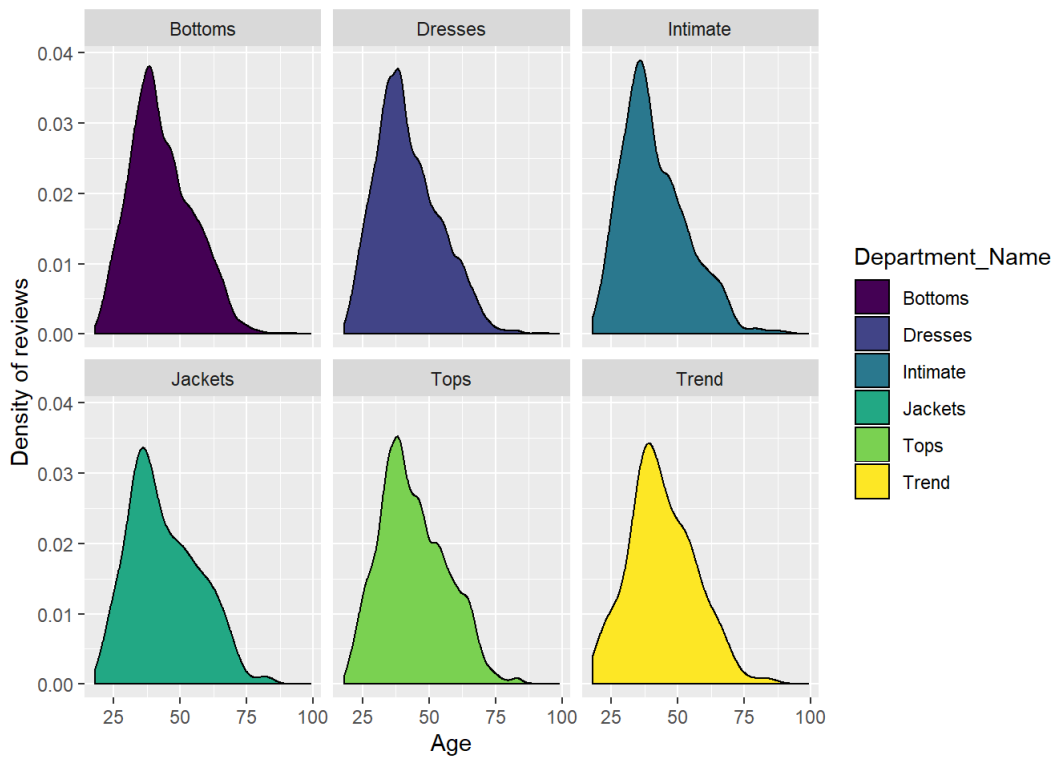 Bottoms Dresses Intimate
0.04
0.03
0.02
0.01
0.00
Jackets Tops Trend
0.04
0.03
0.02
0.01
0.00
25 50 75 100 25 50 75 100 25 50 75 100
Age
Density of reviews
Department_Name
Bottoms
Dresses
Intimate
Jackets
Tops
Trend